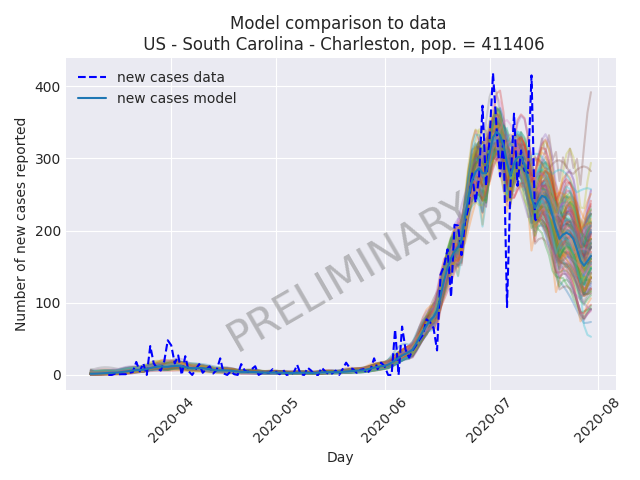 Model comparison to data
US - South Carolina - Charleston, pop. = 411406
new cases data
new cases model
PRELIMINARY
Number of new cases reported
400
300
200
100
0
2020-04
2020-05
2020-06
2020-07
2020-08
Day